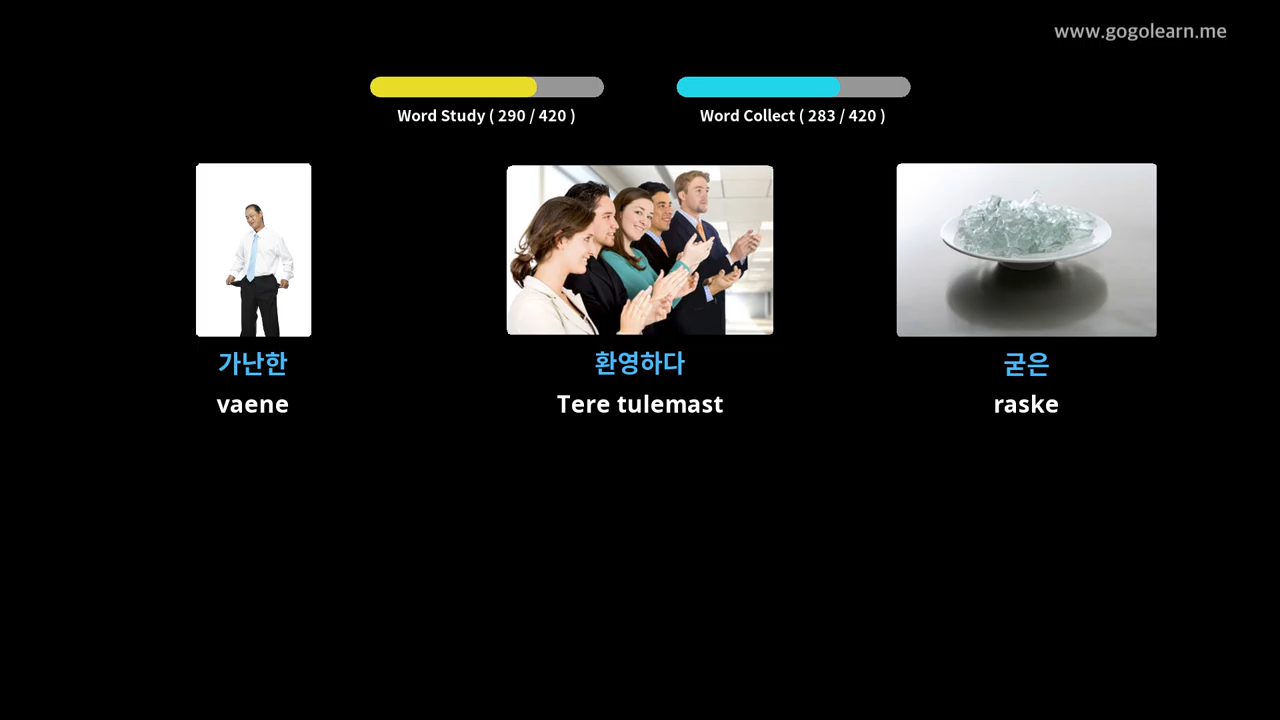 www.gogolearn.me
Word Study ( 290 / 420 )
Word Collect ( 283 / 420 )
가난한
vaene
환영하다
Tere tulemast
굳은
raske